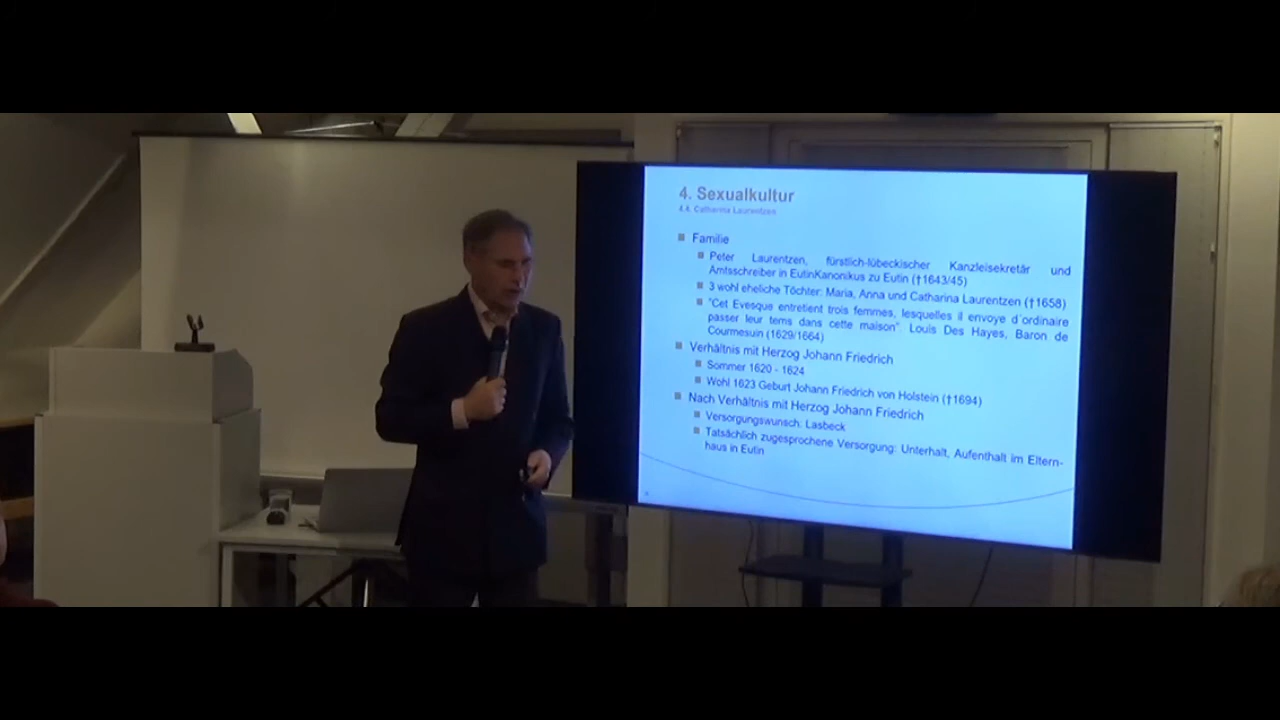 4. Sexualkultur
4.4. Catharina Laurentzen
Familie
Peter Laurentzen, fürstlich-lübeckischer Kanzleisekretär und
Amtsschreiber in EutinKanonikus zu Eutin (†1643/45)
3 wohl eheliche Töchter: Maria, Anna und Catharina Laurentzen (†1658)
"Cet Evesque entretient trois femmes, lesquelles il envoye d´ordinaire
passer leur tems dans cette maison". Louis Des Hayes, Baron de
Courmesuin (1629/1664)
Verhältnis mit Herzog Johann Friedrich
Sommer 1620 - 1624
Wohl 1623 Geburt Johann Friedrich von Holstein (†1694)
Nach Verhältnis mit Herzog Johann Friedrich
Versorgungswunsch: Lasbeck
Tatsächlich zugesprochene Versorgung: Unterhalt, Aufenthalt im Eltern-
haus in Eutin